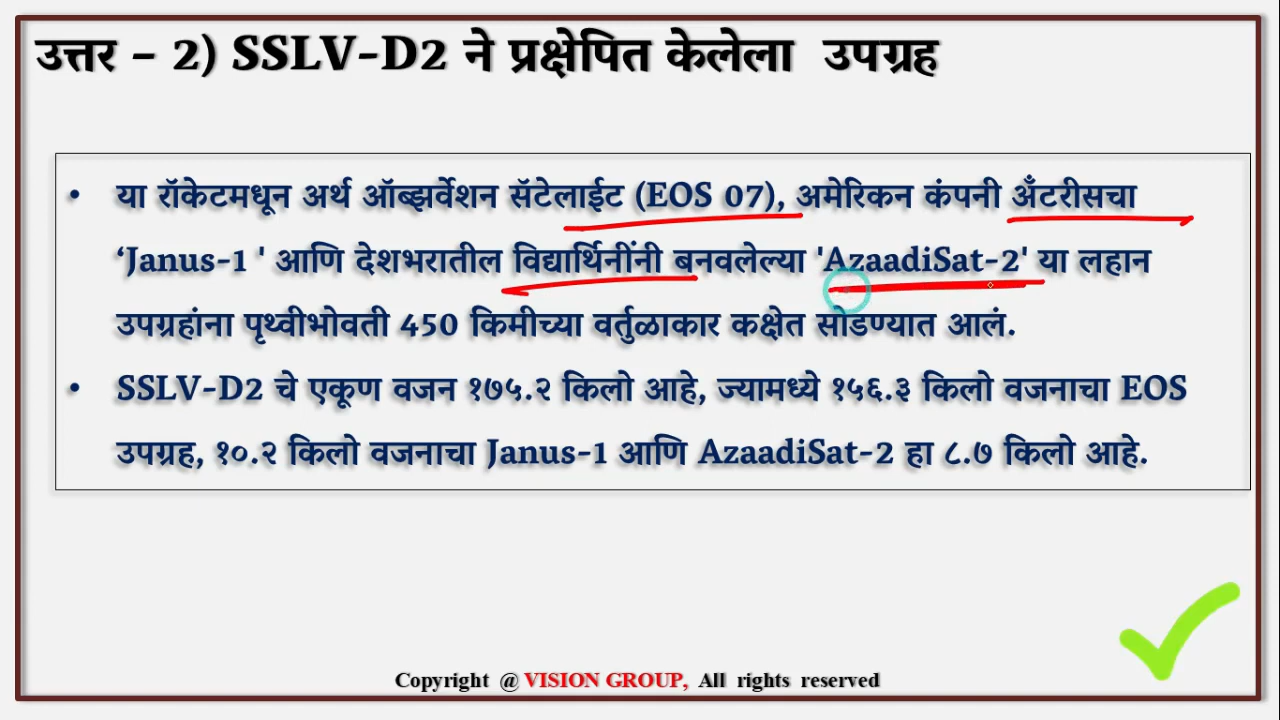 उत्तर – 2) SSLV-D2 ने प्रक्षेपित केलेला उपग्रह
• या रॉकेटमधून अर्थ ऑब्झर्वेशन सॅटेलाईट (EOS 07), अमेरिकन कंपनी अँटरीसचा
‘Janus-1 ' आणि देशभरातील विद्यार्थिनींनी बनवलेल्या 'AzaadiSat-2' या लहान
उपग्रहांना पृथ्वीभोवती 450 किमीच्या वर्तुळाकार कक्षेत सोडण्यात आलं.
• SSLV-D2 चे एकूण वजन १७५.२ किलो आहे, ज्यामध्ये १५६.३ किलो वजनाचा EOS
उपग्रह, १०.२ किलो वजनाचा Janus-1 आणि AzaadiSat-2 हा ८.७ किलो आहे.
Copyright @ VISION GROUP, All rights reserved